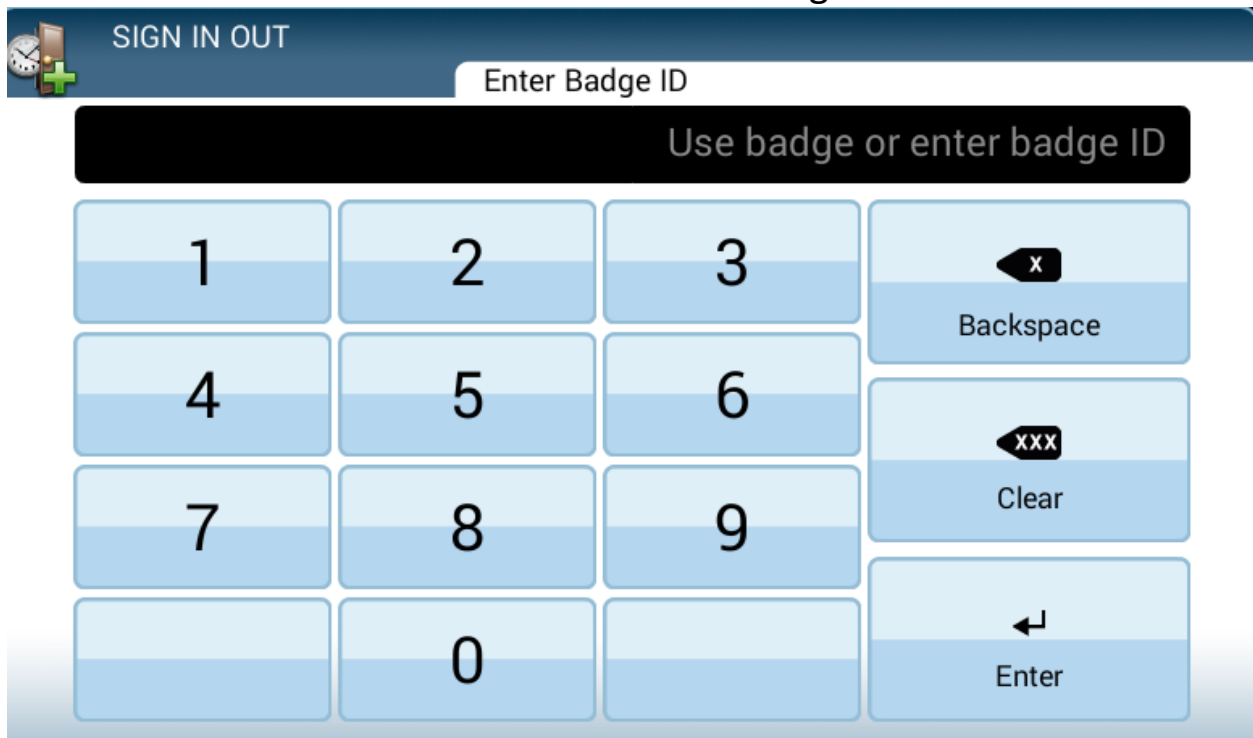 SIGN IN OUT
Enter Badge ID
Use badge or enter badge ID
1 2 3
X
Backspace
4 5 6
XXX
Clear
7 8 9
0
Enter